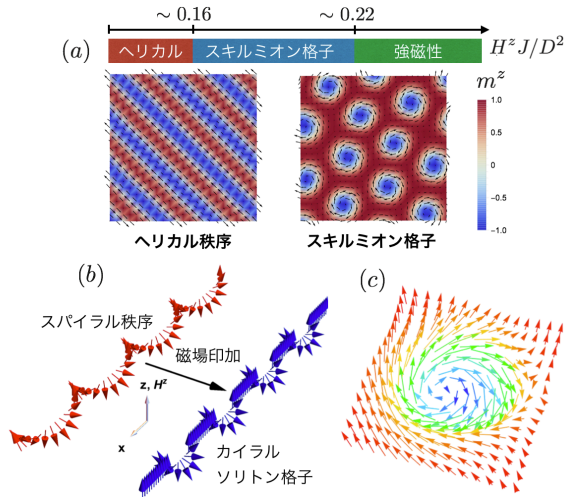 ~ 0.16
~ 0.22
(a)
ヘリカル
スキルミオン格子
強磁性
H^z J/D^2
m^z
1.0
0.5
0
−0.5
−1.0
ヘリカル秩序
スキルミオン格子
(b)
スパイラル秩序
磁場印加
z, H^z
x
カイラル
ソリトン格子
(c)